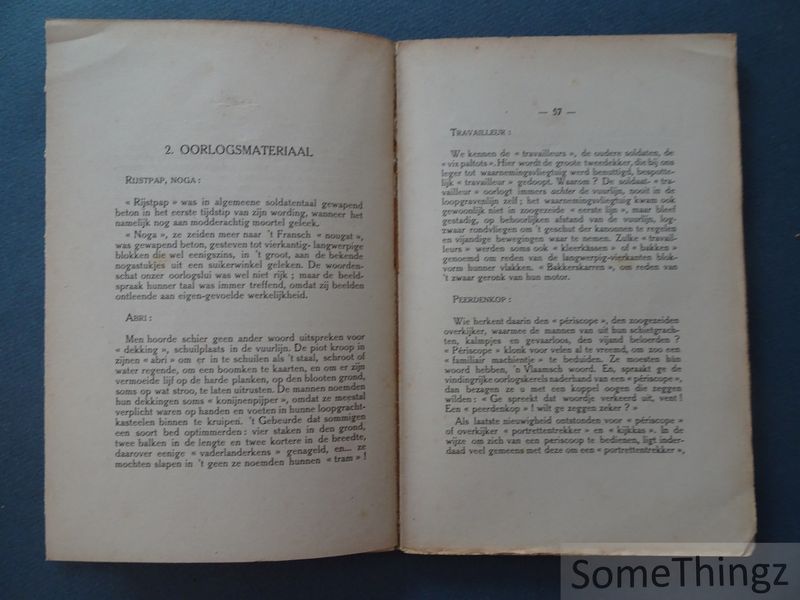 2. OORLOGSMATERIAAL
RIJSTPAP, NOGA :
« Rijstpap » was in algemeene soldatentaal gewapend
beton in het eerste tijdstip van zijn wording, wanneer het
namelijk nog aan modderachtig moortel geleek.
« Noga », ze zeiden meer naar 't Fransch « nougat »,
was gewapend beton, gesteven tot vierkantig-langwerpige
blokken die wel eenigszins, in 't groot, aan de bekende
nogastukjes uit een suikerwinkel geleken. De woorden-
schat onzer oorlogslui was wel niet rijk ; maar de beeld-
spraak hunner taal was immer treffend, omdat zij beelden
ontleende aan eigen-gevoelde werkelijkheid.
ABRI :
Men hoorde schier geen ander woord uitspreken voor
« dekking », schuilplaats in de vuurlijn. De piot kroop in
zijnen « abri » om er in te schuilen als 't staal, schroot of
water regende, om een boomken te kaarten, en om er zijn
vermoeide lijf op de harde planken, op den blooten grond,
soms op wat stroo, te laten uitrusten. De mannen noemden
hun dekkingen soms « konijnenpijper », omdat ze meestal
verplicht waren op handen en voeten in hunne loopgracht-
kasteelen binnen te kruipen. 't Gebeurde dat sommigen
een soort bed optimmerden : vier staken in den grond,
twee balken in de lengte en twee kortere in de breedte,
daarover eenige « vaderlanderkens » genageld, en... ze
mochten slapen in 't geen ze noemden hunnen « tram » !
— 57 —
TRAVAILLEUR :
We kennen de « travailleurs », de oudere soldaten, de
« vix paltots ». Hier wordt de groote tweedekker, die bij ons
leger tot waarnemingsvliegtuig werd benuttigd, bespotte-
lijk « travailleur » gedoopt. Waarom ? De soldaat- « tra-
vailleur » oorlogt immers achter de vuurlijn, nooit in de
loopgravenlijn zelf ; het waarnemingsvliegtuig kwam ook
gewoonlijk niet in zoogezeide « eerste lijn », maar bleef
gestadig, op behoorlijken afstand van de vuurlijn, log-
zwaar rondvliegen om 't geschut der kanonnen te regelen
en vijandige bewegingen waar te nemen. Zulke « travail-
leurs » werden soms ook « kleerkassen » of « bakken »
genoemd om reden van de langwerpig-vierkanten blok-
vorm hunner vlakken. « Bakkerskarren », om reden van
't zwaar geronk van hun motor.
PEERDENKOP :
Wie herkent daarin den « périscope », den zoogezeiden
overkijker, waarmee de mannen van uit hun schietgrach-
ten, kalmpjes en gevaarloos, den vijand beloerden ?
« Périscope » klonk voor velen al te vreemd, om zoo een
« familiair machientje » te beduiden. Ze moesten hun
woord hebben, 'n Vlaamsch woord. En, spraakt ge de
vindingrijke oorlogskerels naderhand van een « périscope »,
dan bezagen ze u met een koppel oogen die zeggen
wilden : « Ge spreekt dat woordje verkeerd uit, vent !
Een « peerdenkop » ! wilt ge zeggen zeker ? »
Als laatste nieuwigheid ontstonden voor « périscope »
of overkijker « portrettentrekker » en « kijkkas ». In de
wijze om zich van een periscoop te bedienen, ligt inder-
daad veel gemeens met deze om een « portrettentrekker »,
SomeThingz